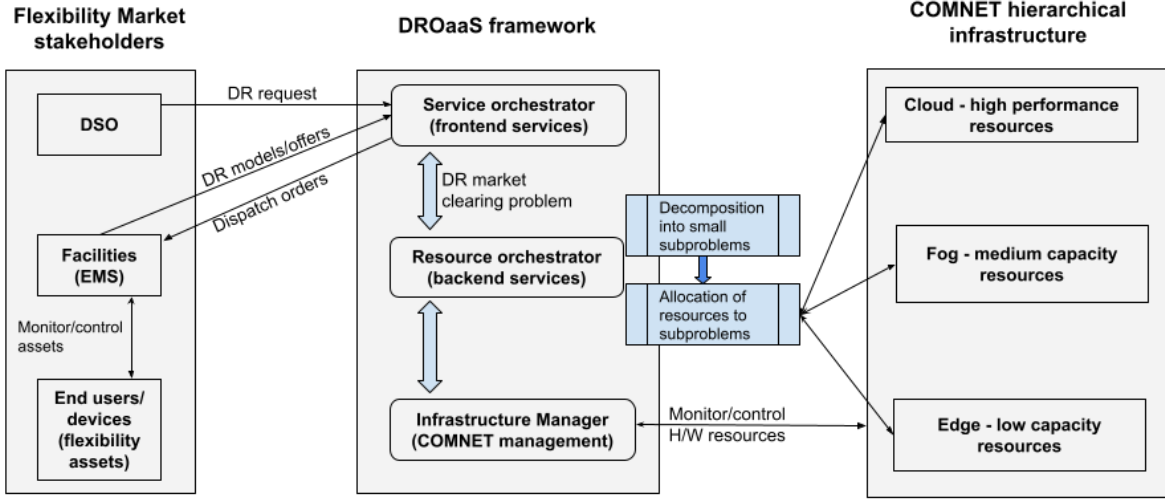 Flexibility Market
stakeholders
DSO
Facilities
(EMS)
Monitor/control
assets
End users/
devices
(flexibility
assets)
DR request
DR models/offers
Dispatch orders
DROaaS framework
Service orchestrator
(frontend services)
DR market
clearing problem
Resource orchestrator
(backend services)
Infrastructure Manager
(COMNET management)
Decomposition
into small
subproblems
Allocation of
resources to
subproblems
Monitor/control
H/W resources
COMNET hierarchical
infrastructure
Cloud - high performance
resources
Fog - medium capacity
resources
Edge - low capacity
resources